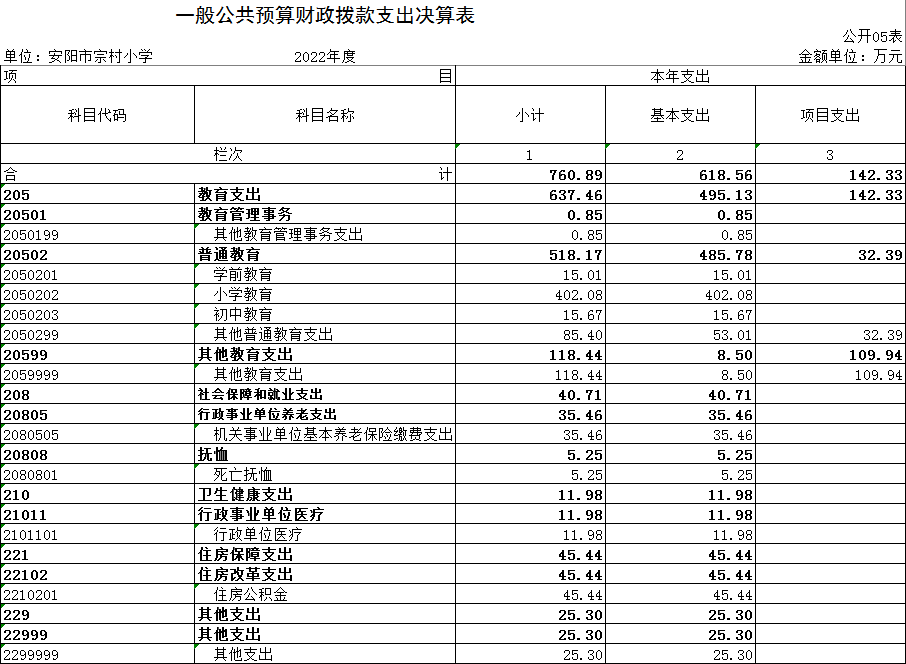 一般公共预算财政拨款支出决算表
公开05表
单位：安阳市宗村小学 2022年度 金额单位：万元
项 目 本年支出
科目代码 科目名称 小计 基本支出 项目支出
栏次 1 2 3
合 计 760.89 618.56 142.33
205 教育支出 637.46 495.13 142.33
20501 教育管理事务 0.85 0.85
2050199 其他教育管理事务支出 0.85 0.85
20502 普通教育 518.17 485.78 32.39
2050201 学前教育 15.01 15.01
2050202 小学教育 402.08 402.08
2050203 初中教育 15.67 15.67
2050299 其他普通教育支出 85.40 53.01 32.39
20599 其他教育支出 118.44 8.50 109.94
2059999 其他教育支出 118.44 8.50 109.94
208 社会保障和就业支出 40.71 40.71
20805 行政事业单位养老支出 35.46 35.46
2080505 机关事业单位基本养老保险缴费支出 35.46 35.46
20808 抚恤 5.25 5.25
2080801 死亡抚恤 5.25 5.25
210 卫生健康支出 11.98 11.98
21011 行政事业单位医疗 11.98 11.98
2101101 行政单位医疗 11.98 11.98
221 住房保障支出 45.44 45.44
22102 住房改革支出 45.44 45.44
2210201 住房公积金 45.44 45.44
229 其他支出 25.30 25.30
22999 其他支出 25.30 25.30
2299999 其他支出 25.30 25.30